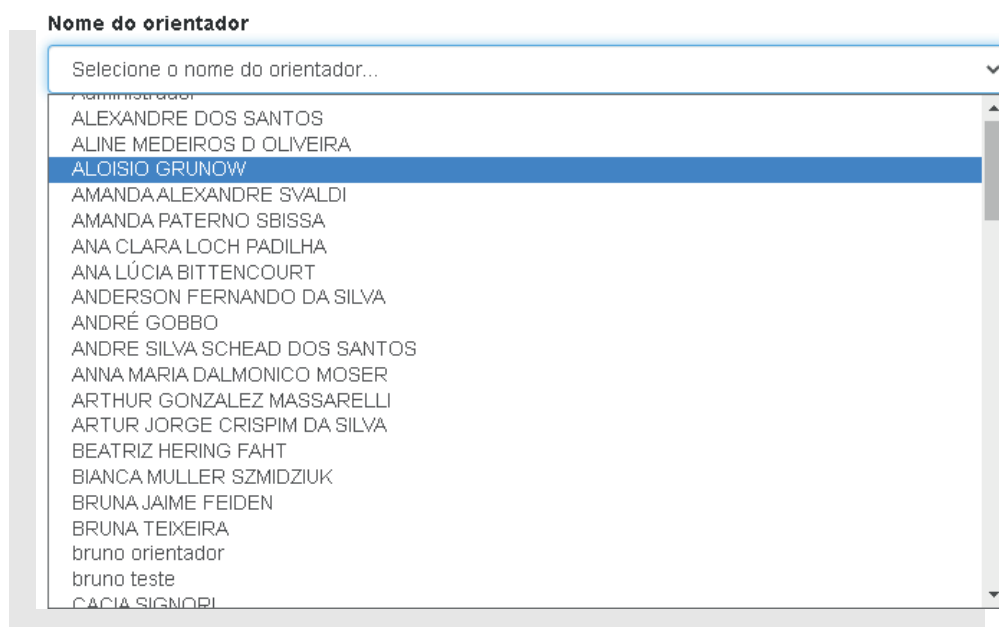 Nome do orientador
Selecione o nome do orientador...
Administrador
ALEXANDRE DOS SANTOS
ALINE MEDEIROS D OLIVEIRA
ALOISIO GRUNOW
AMANDA ALEXANDRE SVALDI
AMANDA PATERNO SBISSA
ANA CLARA LOCH PADILHA
ANA LÚCIA BITTENCOURT
ANDERSON FERNANDO DA SILVA
ANDRÉ GOBBO
ANDRE SILVA SCHEAD DOS SANTOS
ANNA MARIA DALMONICO MOSER
ARTHUR GONZALEZ MASSARELLI
ARTUR JORGE CRISPIM DA SILVA
BEATRIZ HERING FAHT
BIANCA MULLER SZMIDZIUK
BRUNA JAIME FEIDEN
BRUNA TEIXEIRA
bruno orientador
bruno teste
CACIA SIGNORI